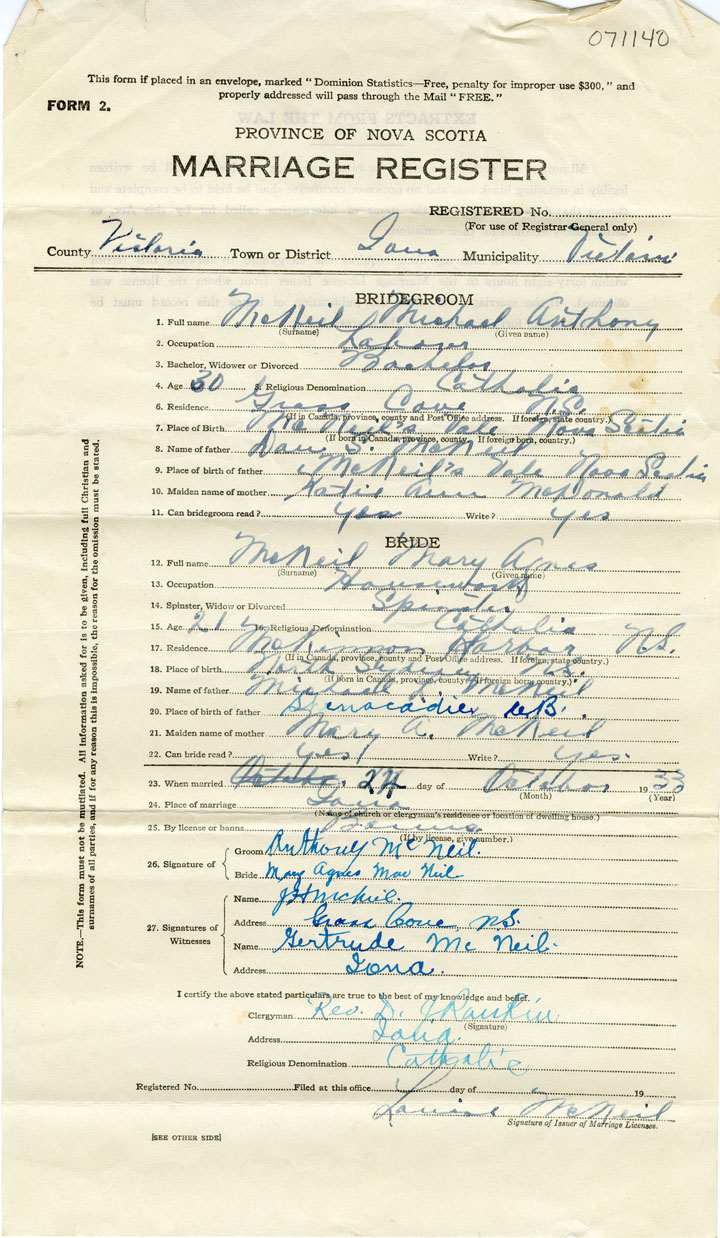 071140
This form if placed in an envelope, marked "Dominion Statistics—Free, penalty for improper use $300," and
properly addressed will pass through the Mail "FREE."
FORM 2.
PROVINCE OF NOVA SCOTIA
MARRIAGE REGISTER
REGISTERED No.
(For use of Registrar General only)
County Victoria Town or District Iona Municipality Victoria
BRIDEGROOM
1. Full name McNeil Michael Anthony
(Surname) (Given name)
2. Occupation Laborer
3. Bachelor, Widower or Divorced Bachelor
4. Age 30 5. Religious Denomination Catholic
6. Residence Grass Cove N.S.
(If in Canada, province, county and Post Office address. If foreign, state country.)
7. Place of Birth McNeil's Vale Nova Scotia
(If born in Canada, province, county. If foreign born, country.)
8. Name of father Dan S. McNeil
9. Place of birth of father McNeil's Vale Nova Scotia
10. Maiden name of mother Katie Ann McDonald
11. Can bridegroom read? yes Write? yes
BRIDE
12. Full name McNeil Mary Agnes
(Surname) (Given name)
13. Occupation Housework
14. Spinster, Widow or Divorced Spinster
15. Age 21 16. Religious Denomination Catholic
17. Residence McKinnon Harbor N.S.
(If in Canada, province, county and Post Office address. If foreign, state country.)
18. Place of birth North Sydney N.S.
(If born in Canada, province, county. If foreign born, country.)
19. Name of father Michael McNeil
20. Place of birth of father Benacadie, C.B.
21. Maiden name of mother Mary A. McNeil
22. Can bride read? yes Write? yes.
23. When married 24 day of October 1933
(Month) (Year)
24. Place of marriage Iona
(Name of church or clergyman's residence or location of dwelling house.)
25. By license or banns Banns
(If by license, give number.)
26. Signature of
Groom Anthony McNeil.
Bride Mary Agnes MacNeil
27. Signatures of Witnesses
Name
Address Grass Cove, N.S.
Name Gertrude McNeil.
Address Iona.
I certify the above stated particulars are true to the best of my knowledge and belief.
Clergyman Rev. D. J. Rankin.
(Signature)
Address Iona.
Religious Denomination Catholic
Registered No. Filed at this office day of 19
Louise McNeil
Signature of Issuer of Marriage Licenses.
[SEE OTHER SIDE]
NOTE.—This form must not be mutilated. All information asked for is to be given, including full Christian and
surnames of all parties, and if for any reason this is impossible, the reason for the omission must be stated.